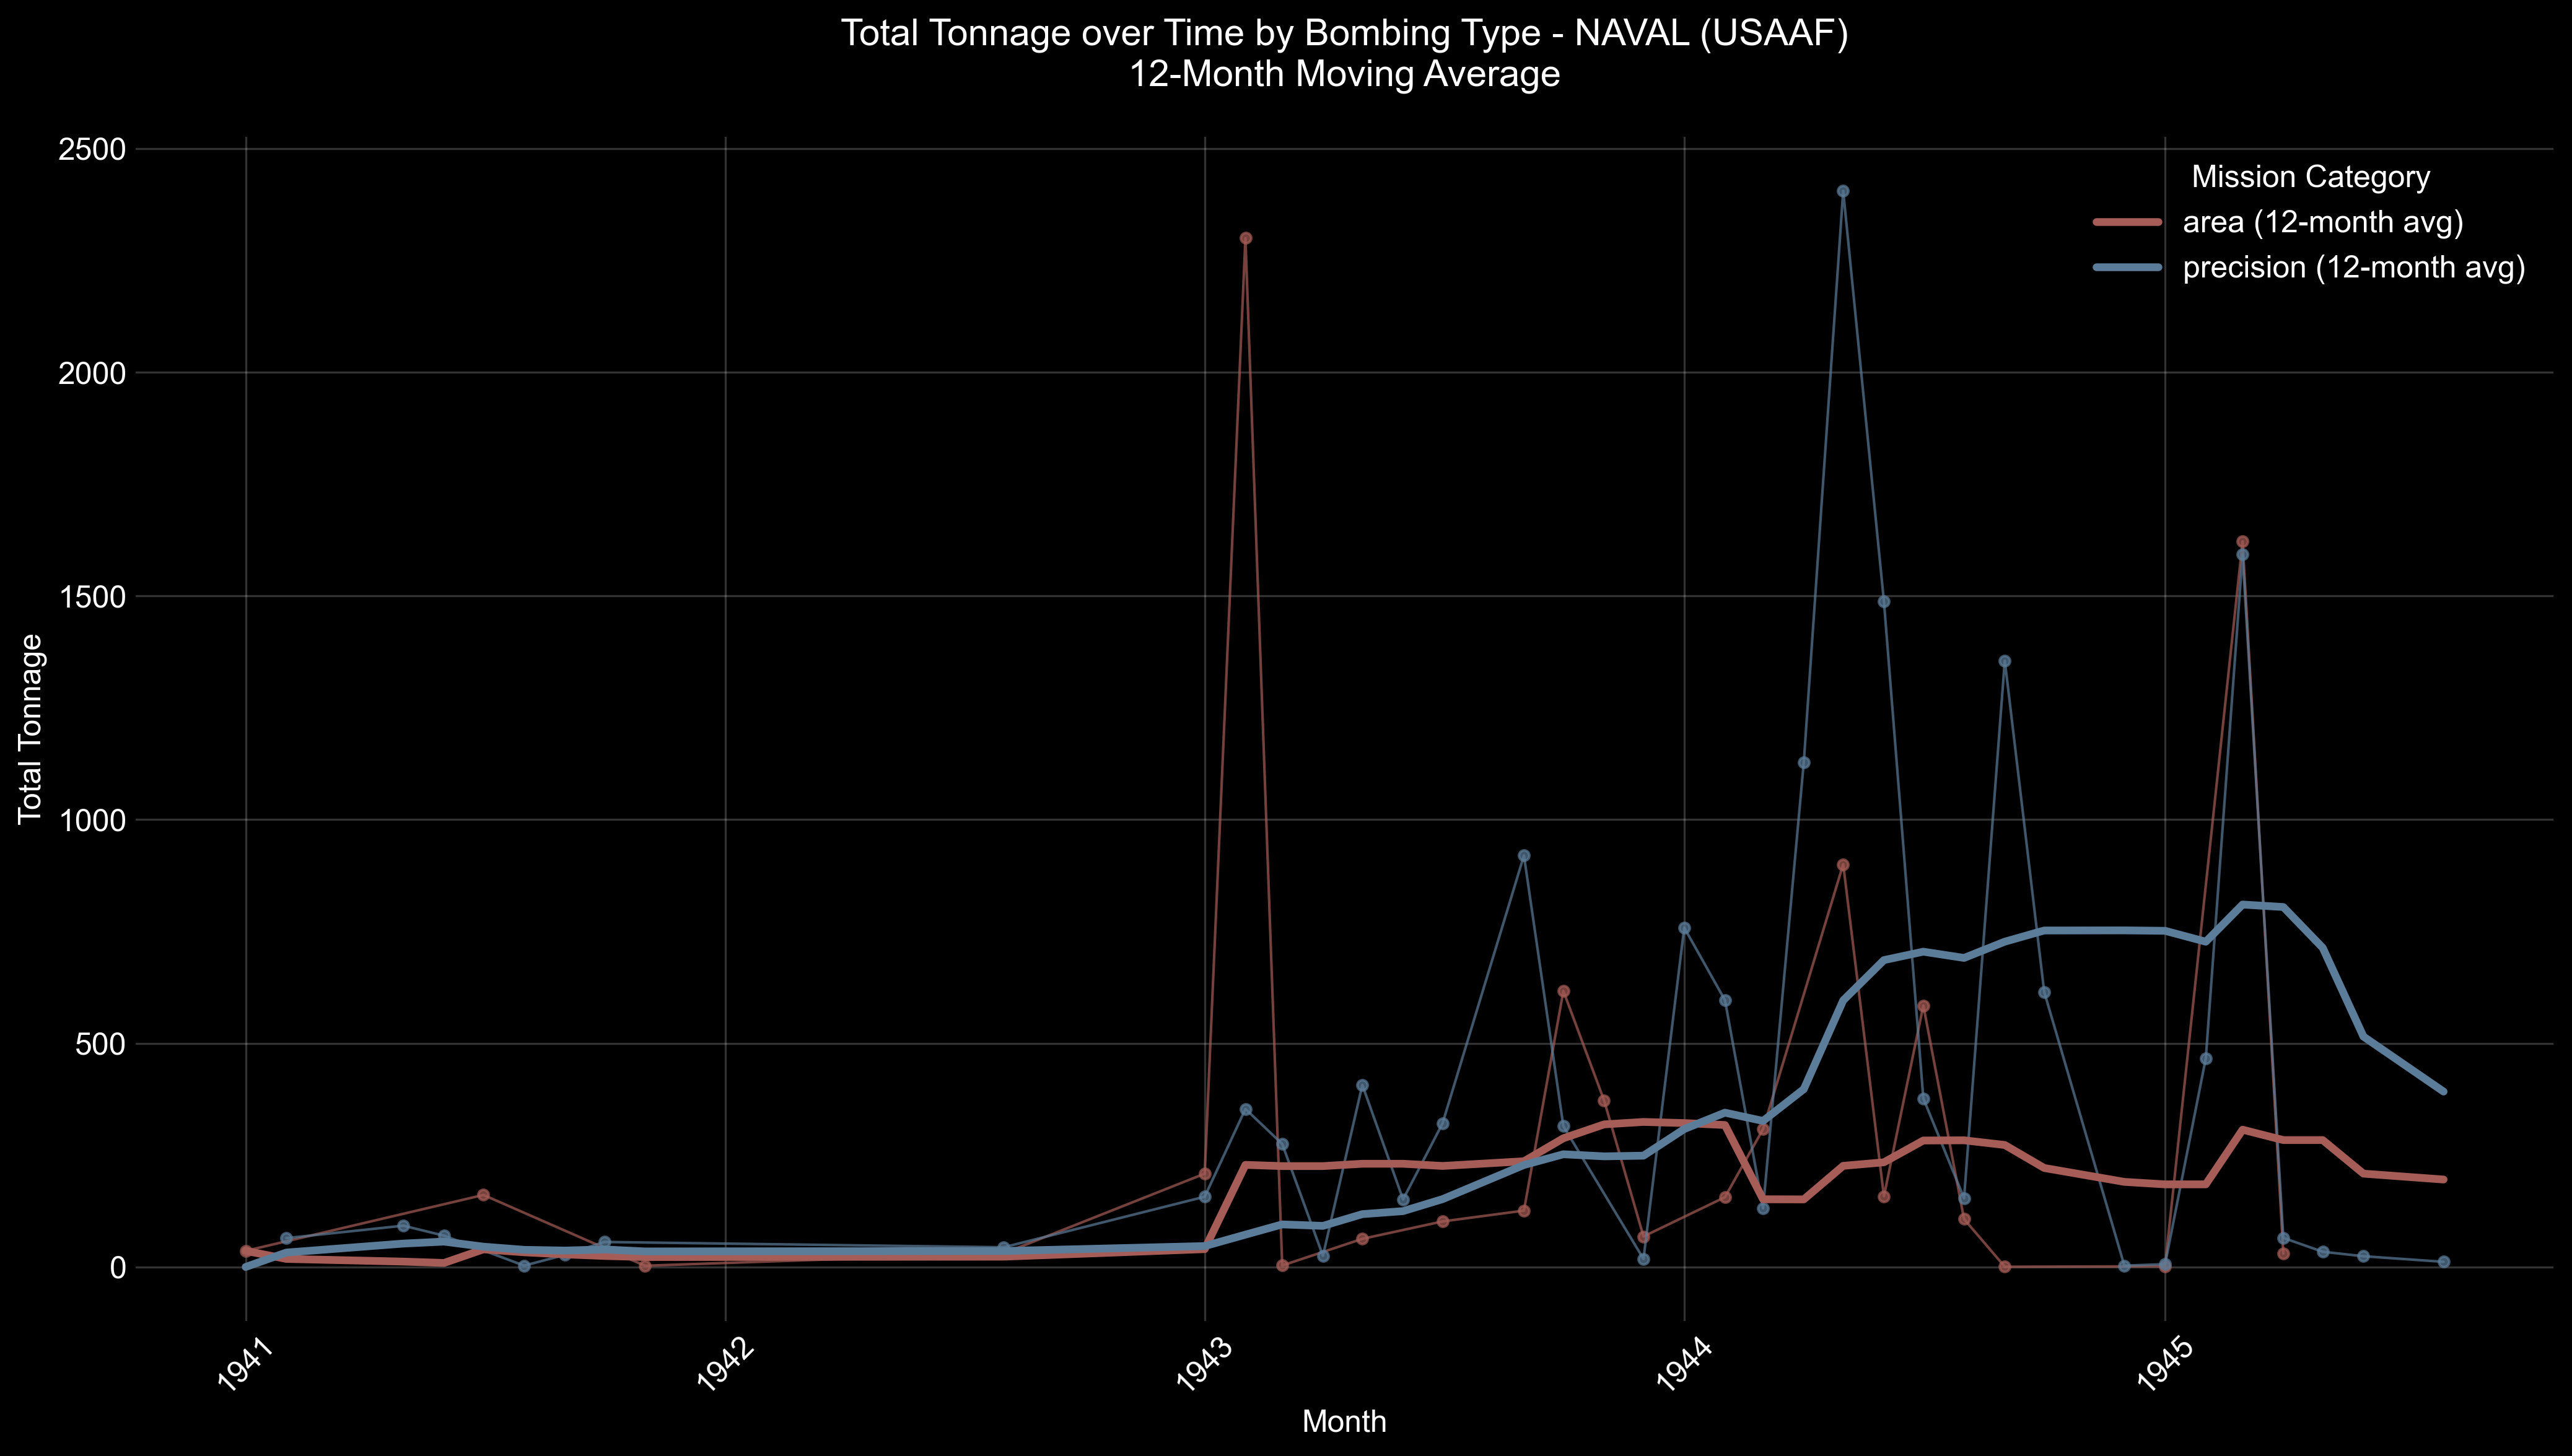 Total Tonnage over Time by Bombing Type - NAVAL (USAAF)
12-Month Moving Average
2500
2000
1500
1000
500
0
Total Tonnage
Mission Category
area (12-month avg)
precision (12-month avg)
1941
1942
1943
1944
1945
Month